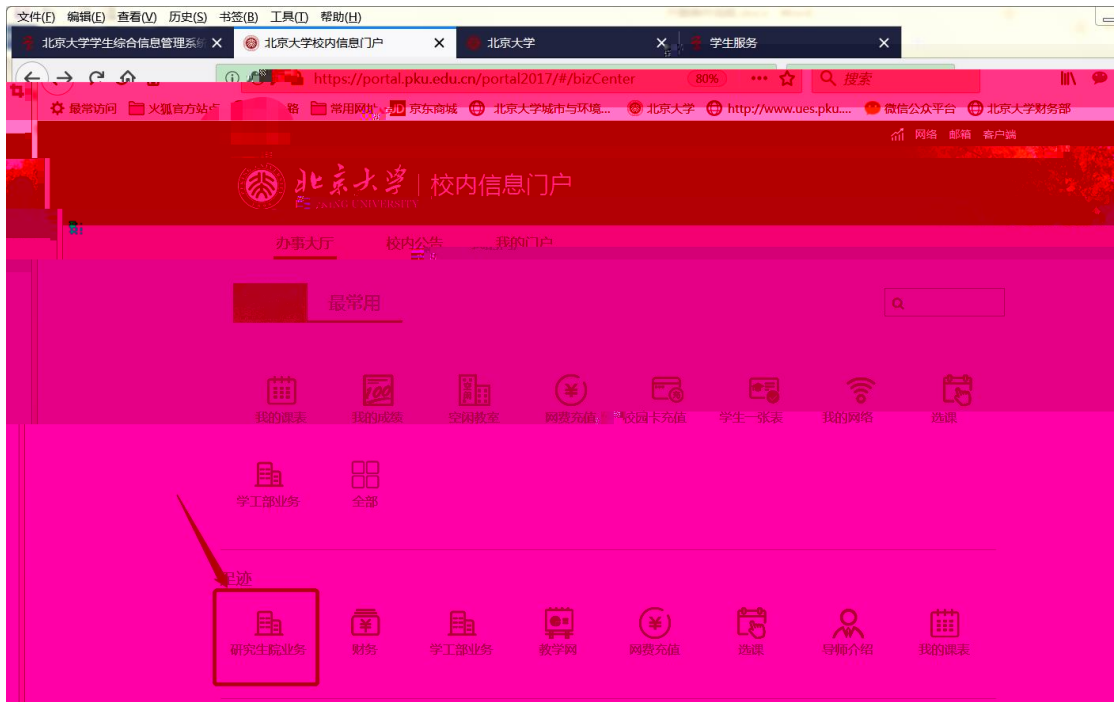 文件(F) 编辑(E) 查看(V) 历史(S) 书签(B) 工具(T) 帮助(H)
北京大学学生综合信息管理系统 北京大学校内信息门户 北京大学 学生服务
https://portal.pku.edu.cn/portal2017/#/bizCenter 80% 搜索
最常访问 火狐官方站点 常用网址 JD 京东商城 北京大学城市与环境... 北京大学 http://www.ues.pku.... 微信公众平台 北京大学财务部
网络 邮箱 客户端
北京大学 校内信息门户
PEKING UNIVERSITY
办事大厅 校内公告 我的门户
最常用
我的课表 我的成绩 空闲教室 网费充值 校园卡充值 学生一张表 我的网络 选课
学工部业务 全部
足迹
研究生院业务 财务 学工部业务 教学网 网费充值 选课 导师介绍 我的课表